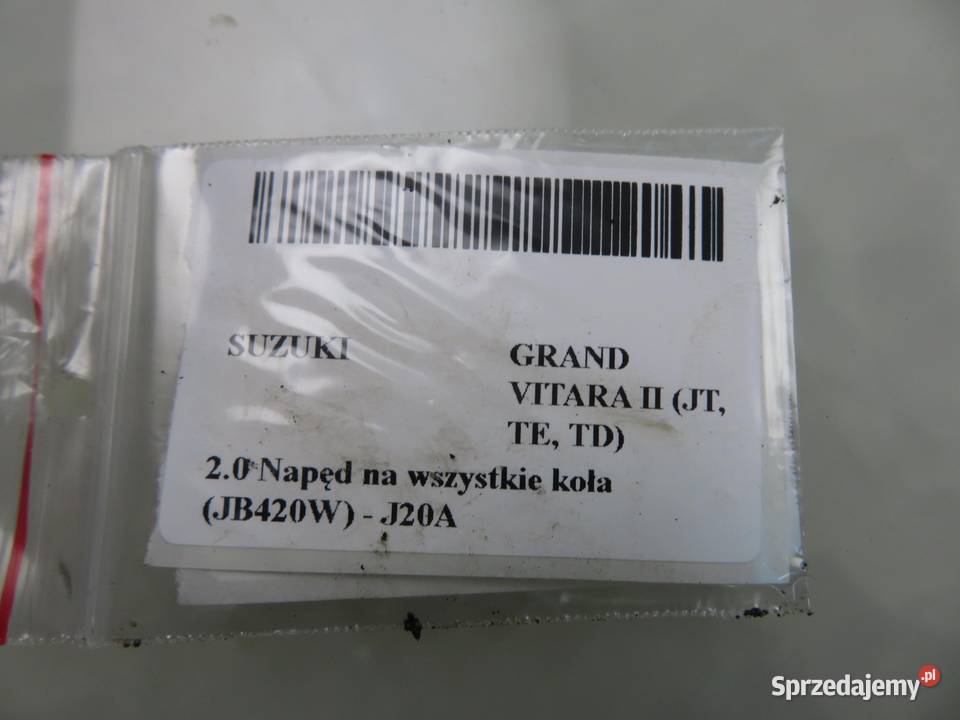 SUZUKI GRAND
VITARA II (JT,
TE, TD)
2.0 Napęd na wszystkie koła
(JB420W) - J20A
Sprzedajemy.pl